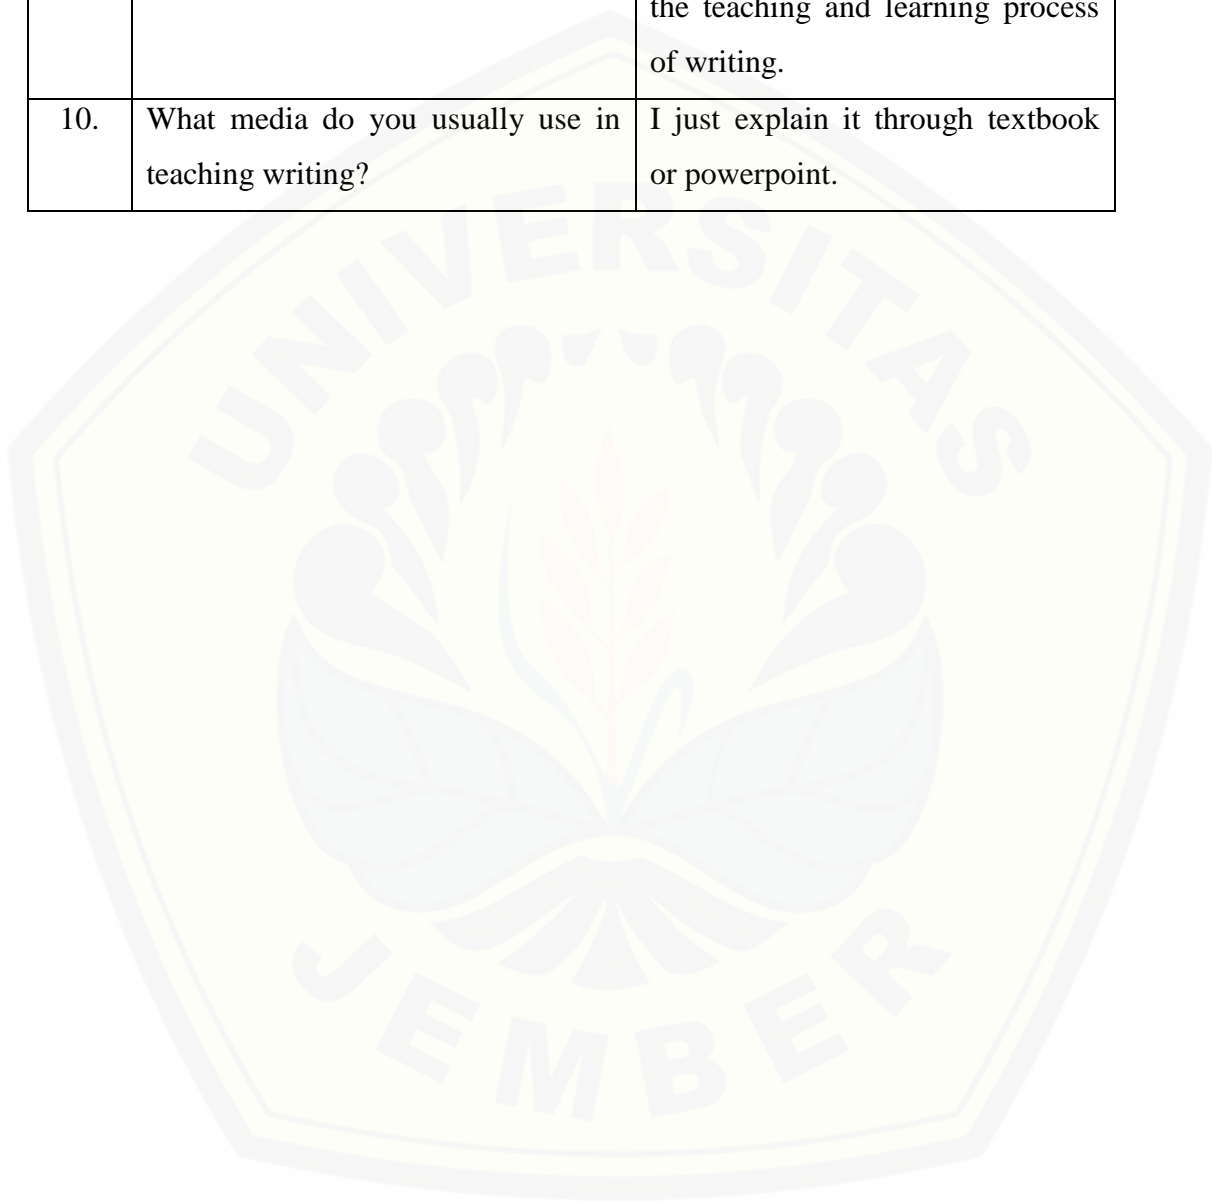 the teaching and learning process
of writing.
10. What media do you usually use in I just explain it through textbook
teaching writing? or powerpoint.
UNIVERSITAS
JEMBER